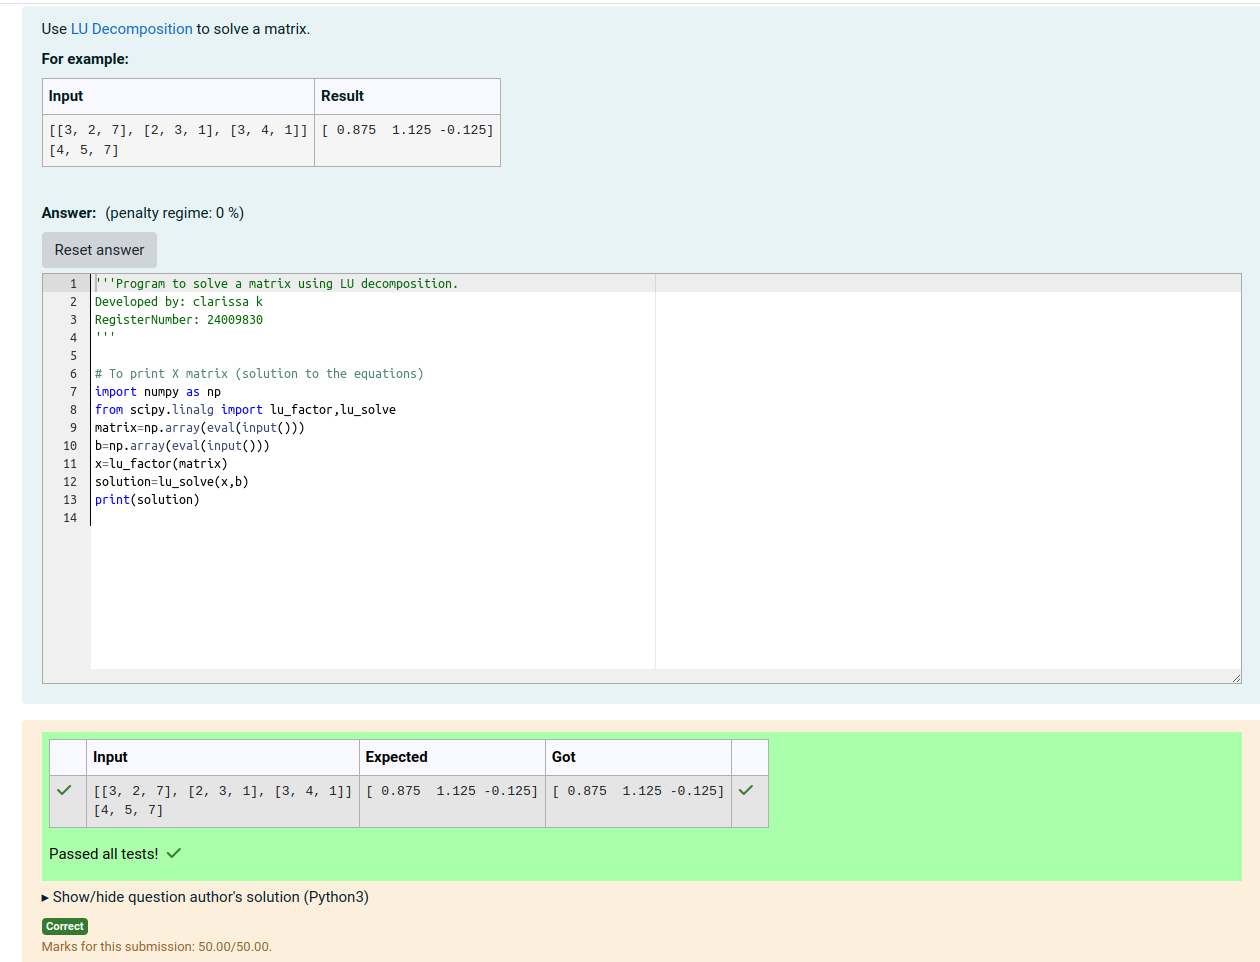 Use LU Decomposition to solve a matrix.
For example:
Input Result
[[3, 2, 7], [2, 3, 1], [3, 4, 1]] [ 0.875  1.125 -0.125]
[4, 5, 7]
Answer: (penalty regime: 0 %)
Reset answer
1 '''Program to solve a matrix using LU decomposition.
2 Developed by: clarissa k
3 RegisterNumber: 24009830
4 '''
5
6 # To print X matrix (solution to the equations)
7 import numpy as np
8 from scipy.linalg import lu_factor,lu_solve
9 matrix=np.array(eval(input()))
10 b=np.array(eval(input()))
11 x=lu_factor(matrix)
12 solution=lu_solve(x,b)
13 print(solution)
14
Input Expected Got
[[3, 2, 7], [2, 3, 1], [3, 4, 1]] [ 0.875  1.125 -0.125] [ 0.875  1.125 -0.125]
[4, 5, 7]
Passed all tests!
Show/hide question author's solution (Python3)
Correct
Marks for this submission: 50.00/50.00.